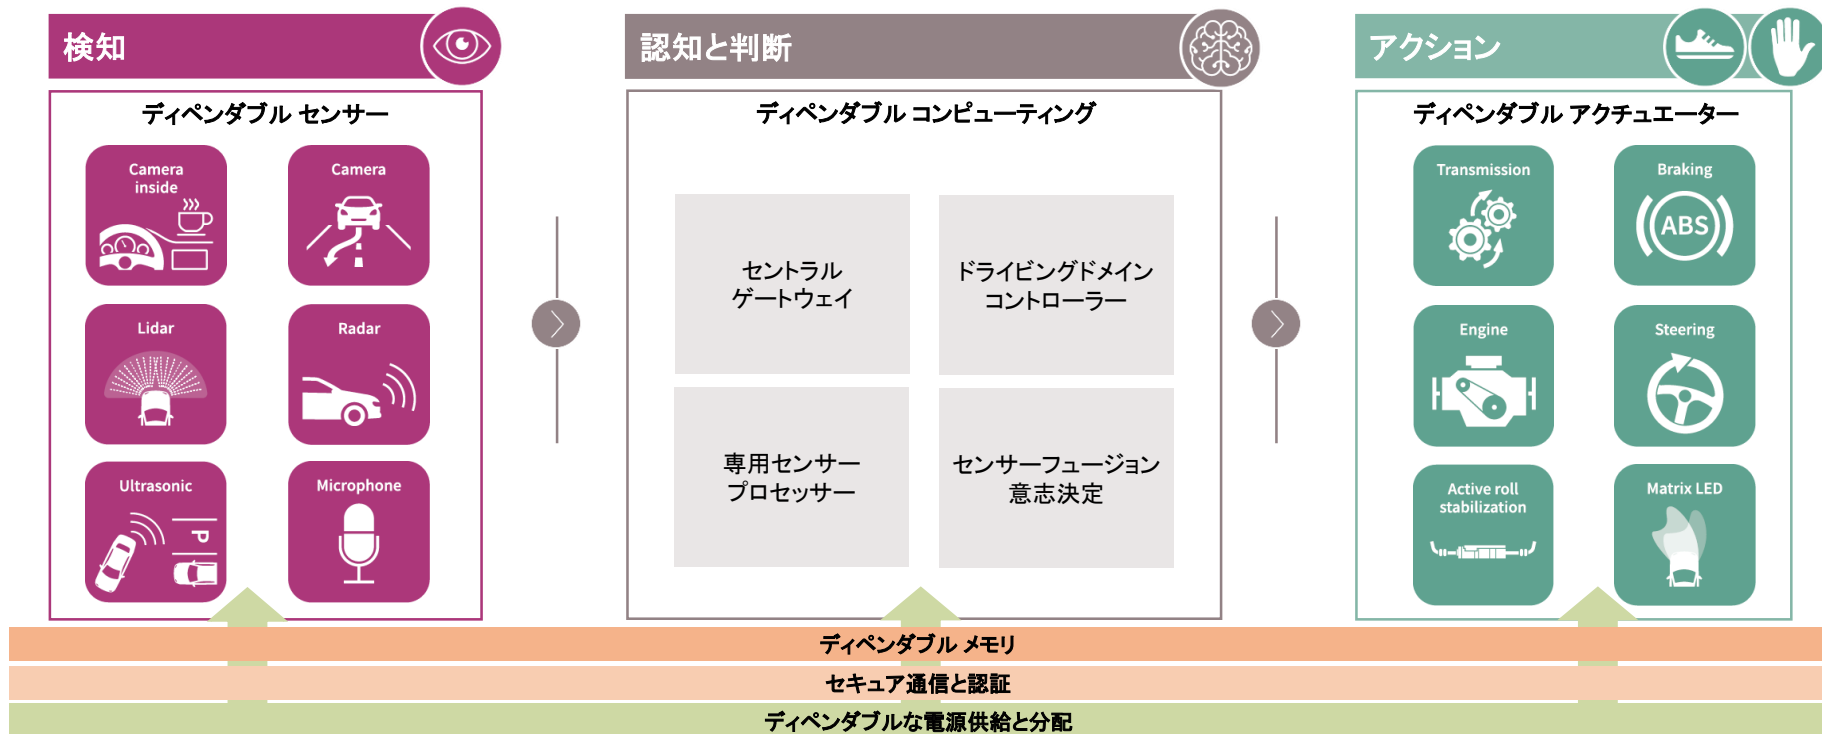 検知
ディペンダブル センサー
Camera
inside
Camera
Lidar
Radar
Ultrasonic
P
Microphone
認知と判断
ディペンダブル コンピューティング
セントラル
ゲートウェイ
ドライビングドメイン
コントローラー
専用センサー
プロセッサー
センサーフュージョン
意志決定
アクション
ディペンダブル アクチュエーター
Transmission
Braking
ABS
Engine
Steering
Active roll
stabilization
Matrix LED
ディペンダブル メモリ
セキュア通信と認証
ディペンダブルな電源供給と分配